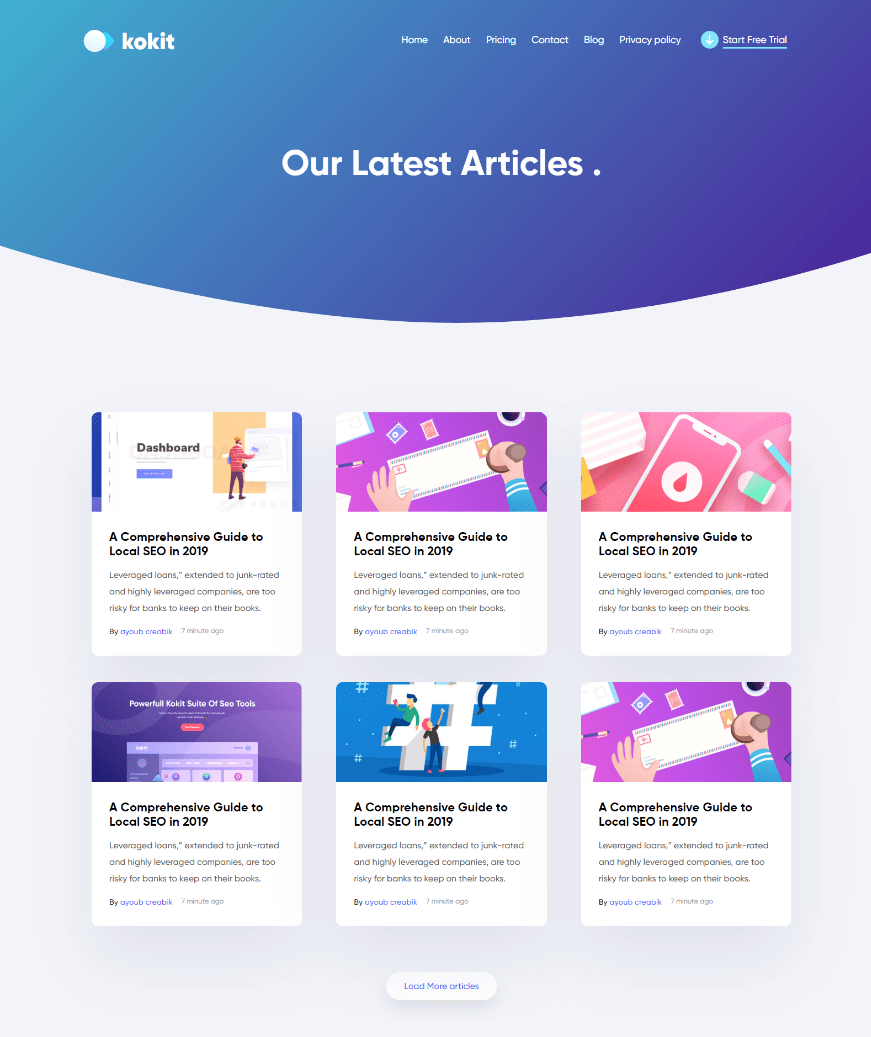 kokit
Home About Pricing Contact Blog Privacy policy Start Free Trial
Our Latest Articles .
Dashboard
A Comprehensive Guide to
Local SEO in 2019
Leveraged loans,” extended to junk-rated
and highly leveraged companies, are too
risky for banks to keep on their books.
By ayoub creabik 7 minute ago
A Comprehensive Guide to
Local SEO in 2019
Leveraged loans,” extended to junk-rated
and highly leveraged companies, are too
risky for banks to keep on their books.
By ayoub creabik 7 minute ago
A Comprehensive Guide to
Local SEO in 2019
Leveraged loans,” extended to junk-rated
and highly leveraged companies, are too
risky for banks to keep on their books.
By ayoub creabik 7 minute ago
Powerfull Kokit Suite Of Seo Tools
kokit
A Comprehensive Guide to
Local SEO in 2019
Leveraged loans,” extended to junk-rated
and highly leveraged companies, are too
risky for banks to keep on their books.
By ayoub creabik 7 minute ago
#
A Comprehensive Guide to
Local SEO in 2019
Leveraged loans,” extended to junk-rated
and highly leveraged companies, are too
risky for banks to keep on their books.
By ayoub creabik 7 minute ago
A Comprehensive Guide to
Local SEO in 2019
Leveraged loans,” extended to junk-rated
and highly leveraged companies, are too
risky for banks to keep on their books.
By ayoub creabik 7 minute ago
Load More articles